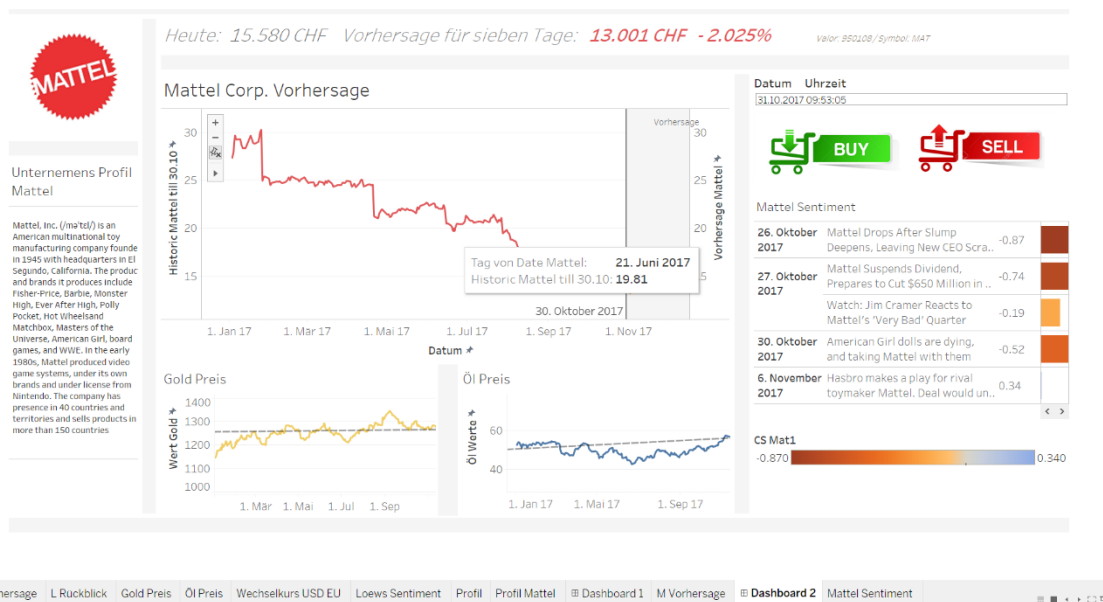 Heute: 15.580 CHF Vorhersage für sieben Tage: 13.001 CHF - 2.025%
Valor: 950108 / Symbol: MAT
MATTEL
Unternemens Profil
Mattel
Mattel, Inc. (/məˈtɛl/) is an
American multinational toy
manufacturing company founde
in 1945 with headquarters in El
Segundo, California. The produc
and brands it produces include
Fisher-Price, Barbie, Monster
High, Ever After High, Polly
Pocket, Hot Wheelsand
Matchbox, Masters of the
Universe, American Girl, board
games, and WWE. In the early
1980s, Mattel produced video
game systems, under its own
brands and under license from
Nintendo. The company has
presence in 40 countries and
territories and sells products in
more than 150 countries
Mattel Corp. Vorhersage
Vorhersage
Historic Mattel till 30.10
30
25
20
15
30
25
20
5
Vorhersage Mattel
Tag von Date Mattel: 21. Juni 2017
Historic Mattel till 30.10: 19.81
30. Oktober 2017
1. Jan 17 1. Mär 17 1. Mai 17 1. Jul 17 1. Sep 17 1. Nov 17
Datum
Gold Preis
Wert Gold
1400
1300
1200
1100
1000
1. Mär 1. Mai 1. Jul 1. Sep
Öl Preis
Öl Werte
60
40
1. Jan 17 1. Mai 17 1. Sep 17
Datum Uhrzeit
31.10.2017 09:53:05
BUY
SELL
Mattel Sentiment
26. Oktober 2017 Mattel Drops After Slump
Deepens, Leaving New CEO Scra.. -0.87
27. Oktober 2017 Mattel Suspends Dividend,
Prepares to Cut $650 Million in .. -0.74
Watch: Jim Cramer Reacts to
Mattel's 'Very Bad' Quarter -0.19
30. Oktober 2017 American Girl dolls are dying,
and taking Mattel with them -0.52
6. November 2017 Hasbro makes a play for rival
toymaker Mattel. Deal would un.. 0.34
CS Mat1
-0.870 0.340
hersage L Rückblick Gold Preis Öl Preis Wechselkurs USD EU Loews Sentiment Profil Profil Mattel Dashboard 1 M Vorhersage Dashboard 2 Mattel Sentiment